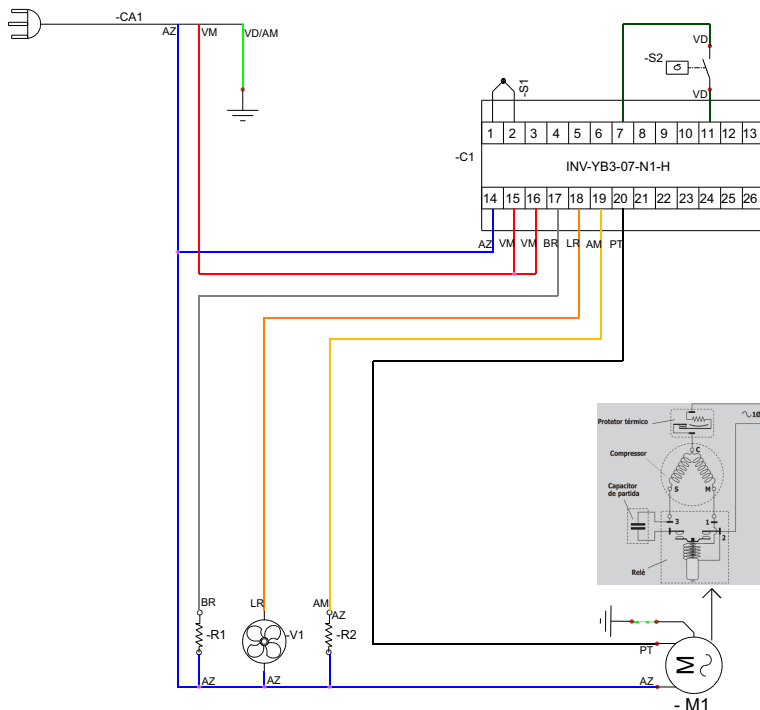 -CA1
AZ VM VD/AM
VD
-S2
VD
-S1
1 2 3 4 5 6 7 8 9 10 11 12 13
-C1
INV-YB3-07-N1-H
14 15 16 17 18 19 20 21 22 23 24 25 26
AZ VM VM BR LR AM PT
Protetor térmico
1Ø
Compressor
C
S M
Capacitor
de partida
3 1
2
Relé
BR LR AM
AZ
-R1 -V1 -R2
PT
M
AZ AZ AZ
- M1